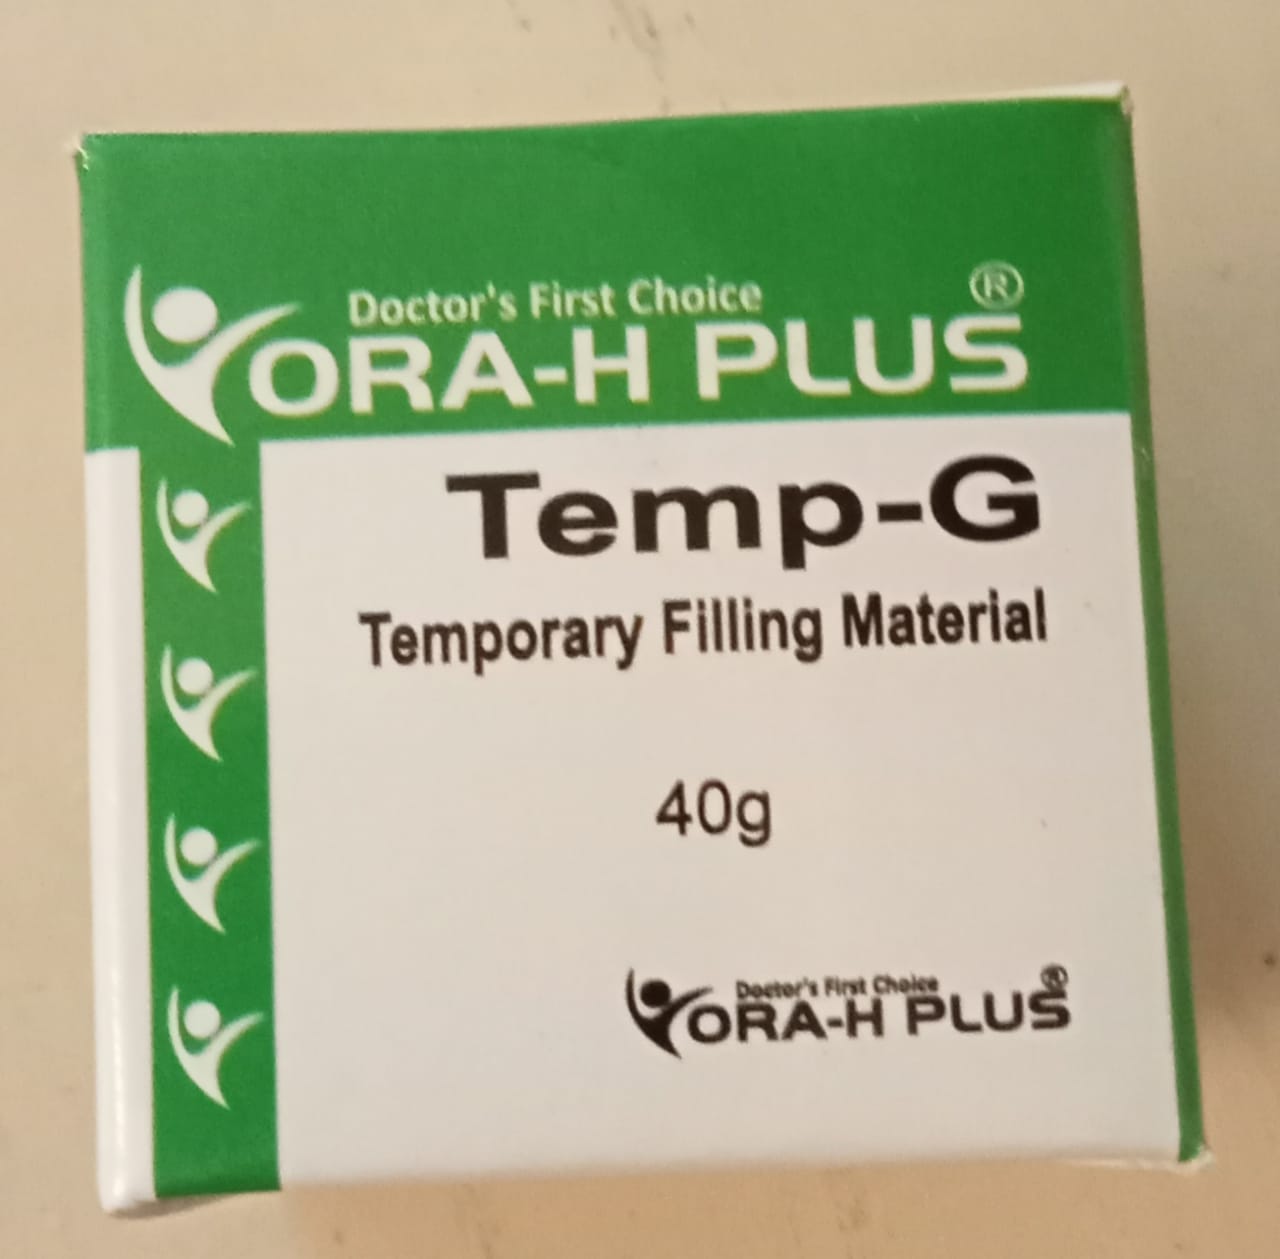 Doctor's First Choice
ORA-H PLUS®
Temp-G
Temporary Filling Material
40g
Doctor's First Choice
ORA-H PLUS®